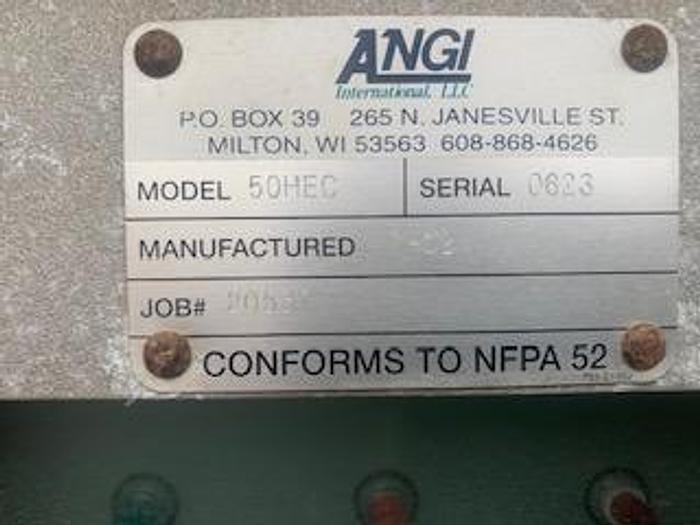 ANGI
International, LLC
P.O. BOX 39 265 N. JANESVILLE ST.
MILTON, WI 53563 608-868-4626
MODEL 50HEC SERIAL 0623
MANUFACTURED
JOB#
CONFORMS TO NFPA 52